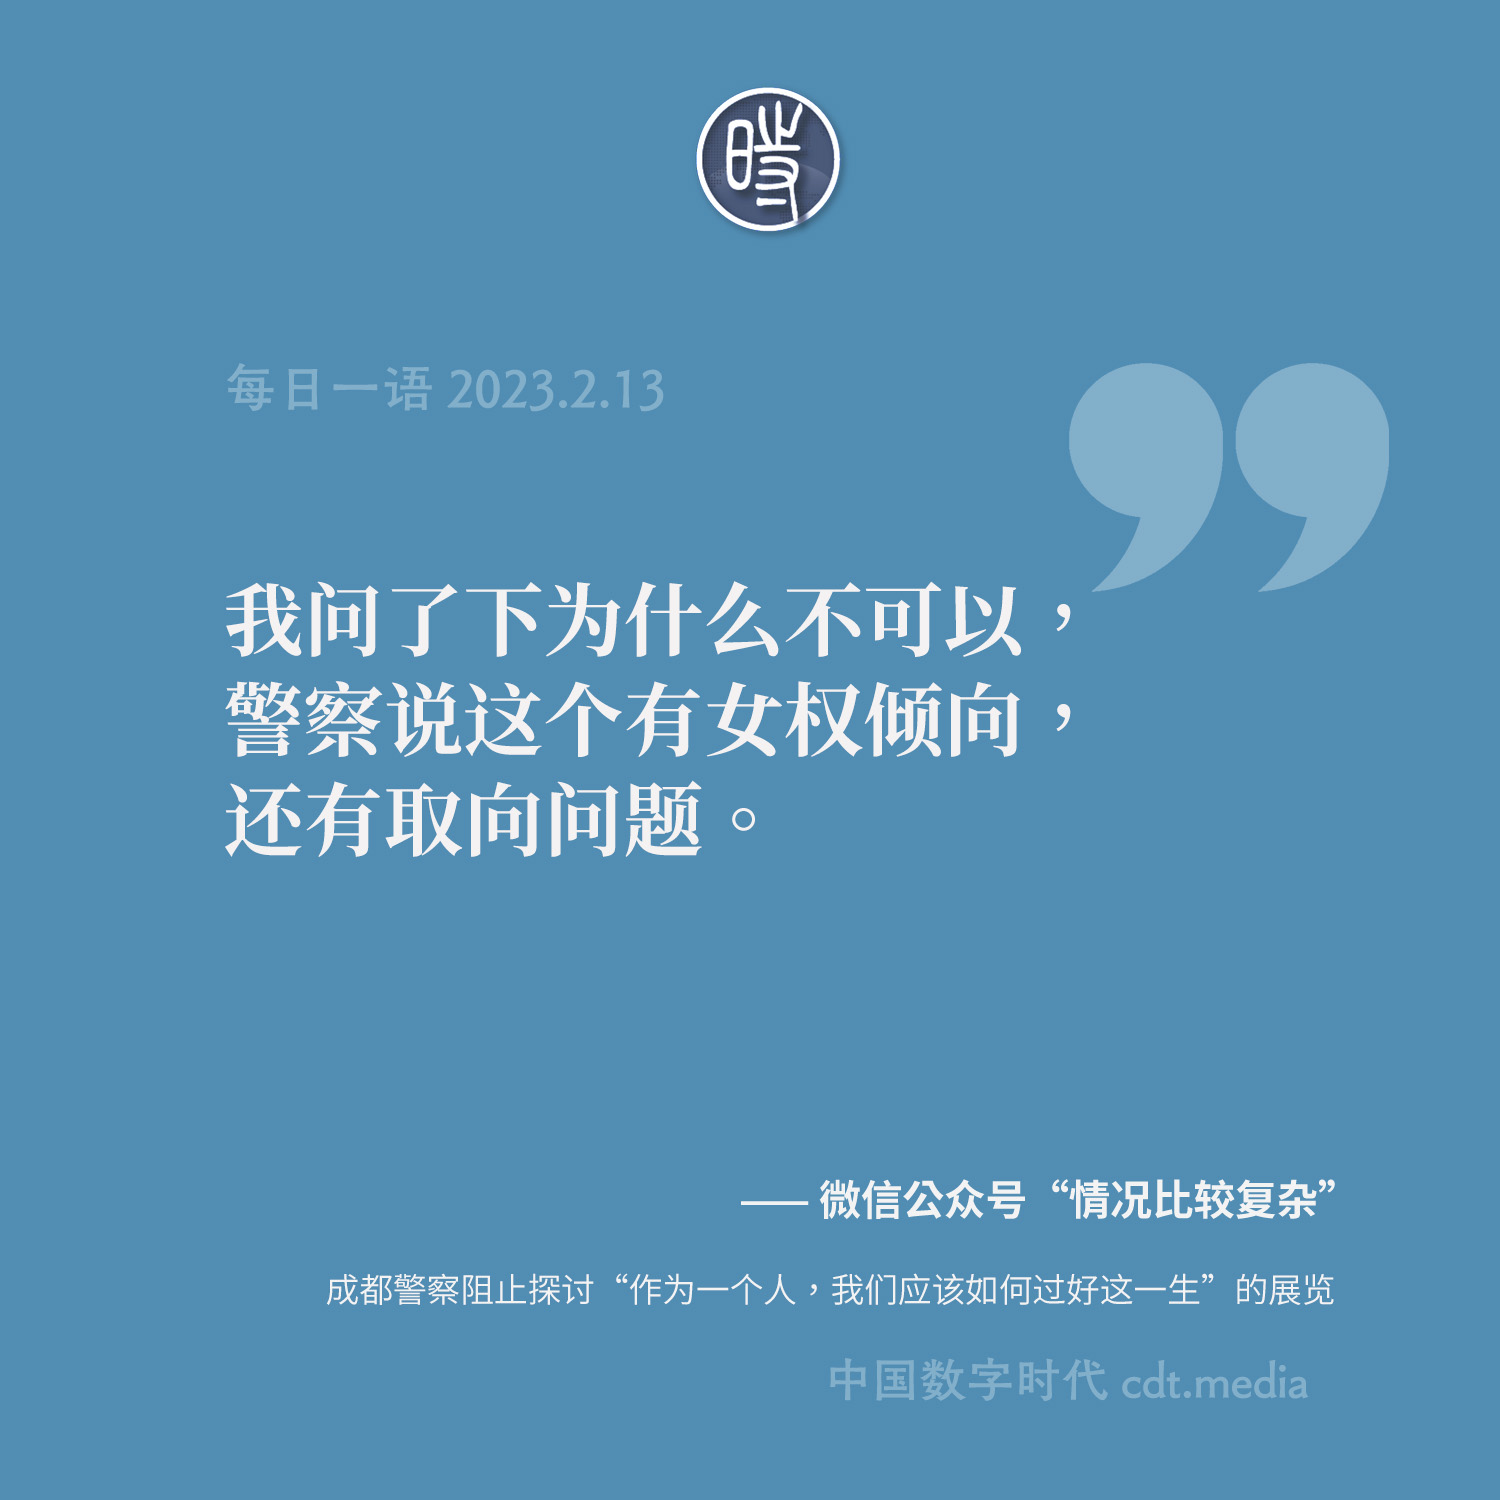 時
每日一语 2023.2.13
”
我问了下为什么不可以，
警察说这个有女权倾向，
还有取向问题。
—— 微信公众号“情况比较复杂”
成都警察阻止探讨“作为一个人，我们应该如何过好这一生”的展览
中国数字时代 cdt.media